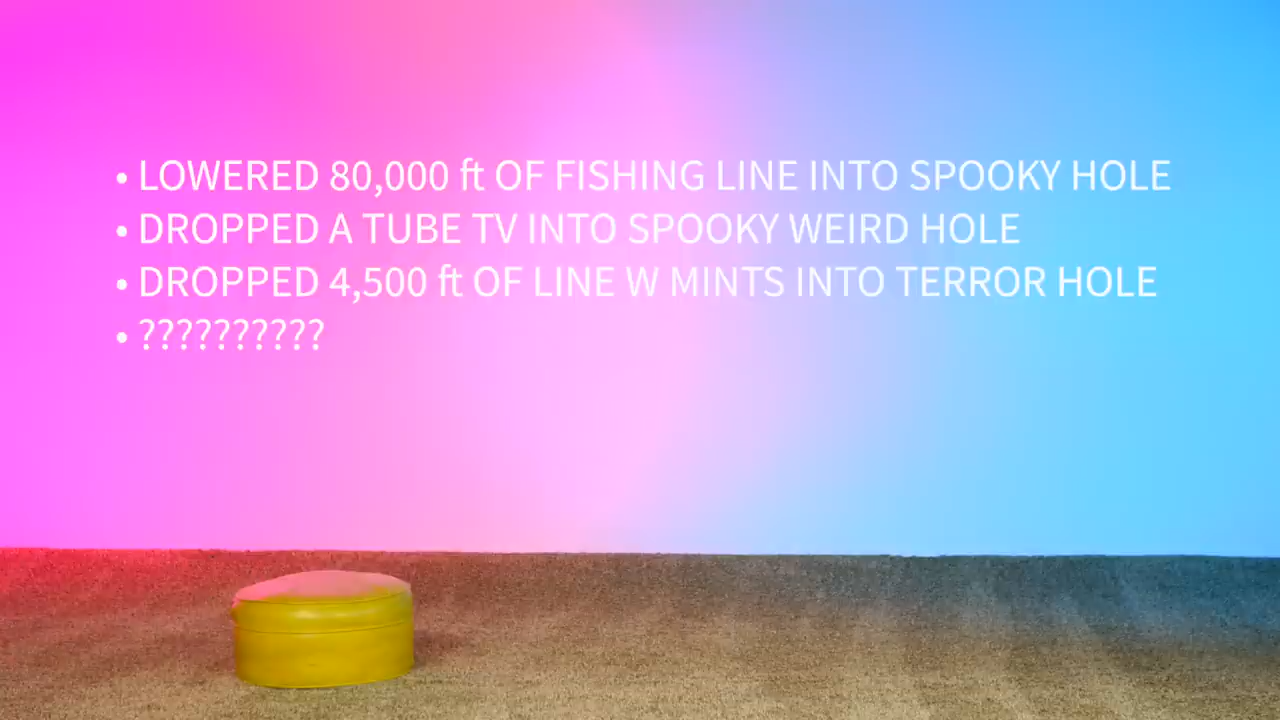 • LOWERED 80,000 ft OF FISHING LINE INTO SPOOKY HOLE
• DROPPED A TUBE TV INTO SPOOKY WEIRD HOLE
• DROPPED 4,500 ft OF LINE W MINTS INTO TERROR HOLE
• ??????????